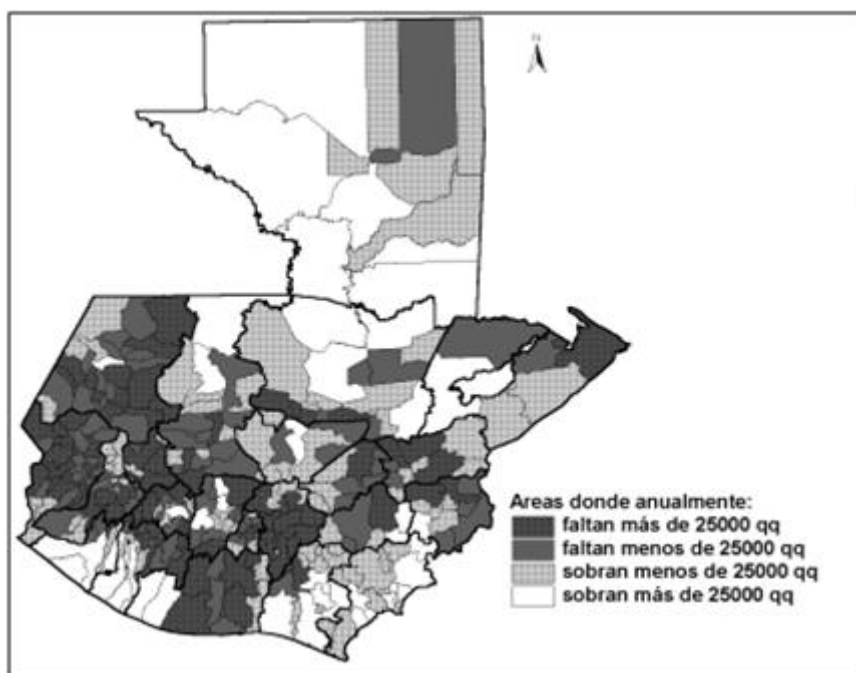 N
Areas donde anualmente:
faltan más de 25000 qq
faltan menos de 25000 qq
sobran menos de 25000 qq
sobran más de 25000 qq